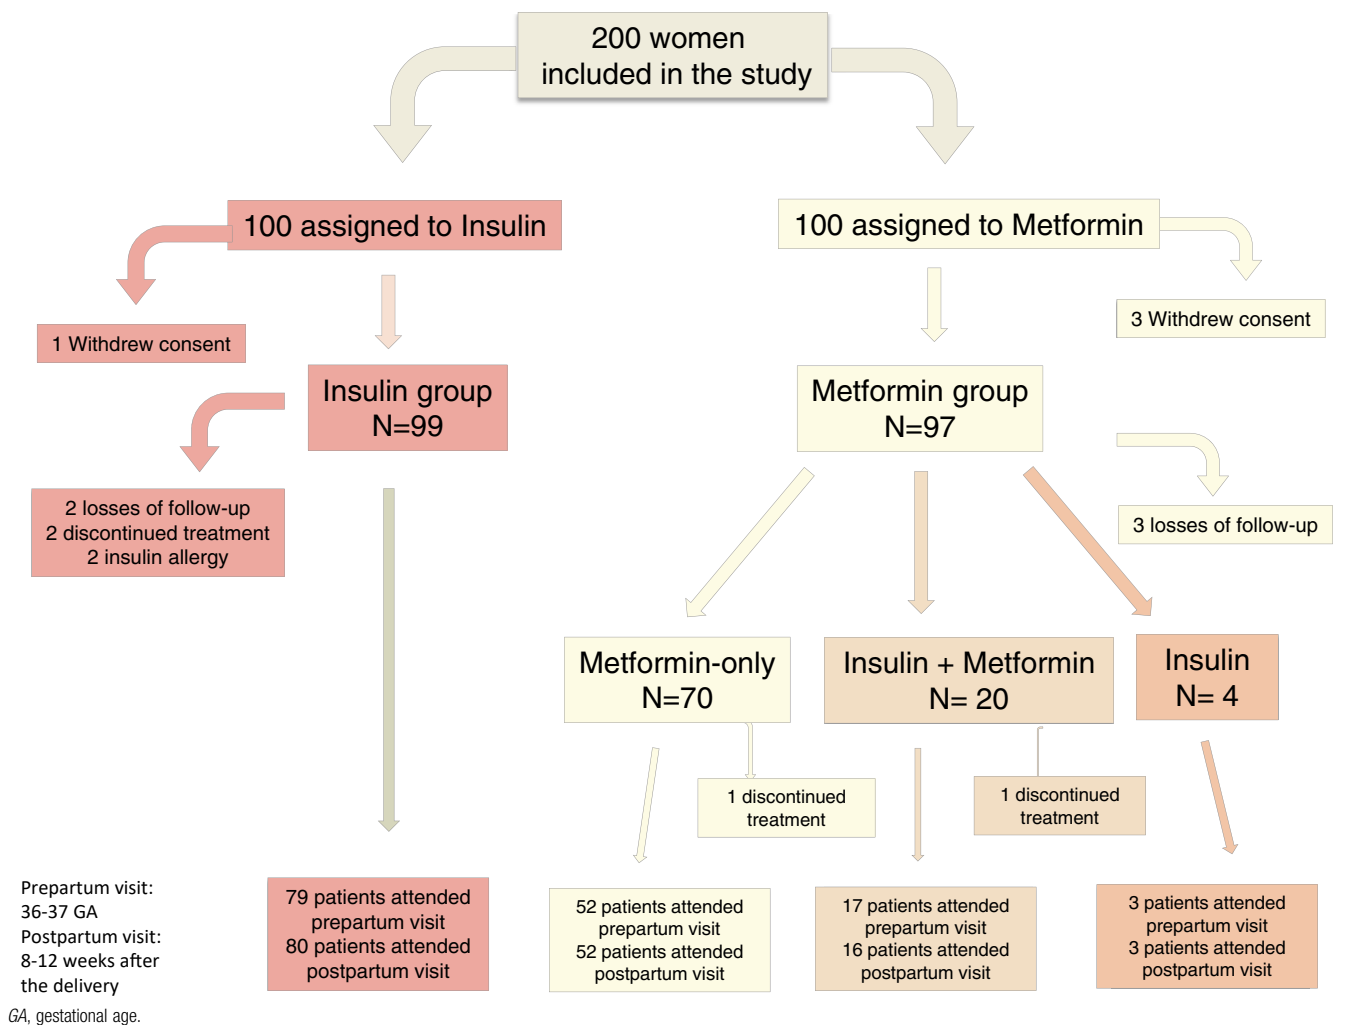 200 women
included in the study
100 assigned to Insulin
100 assigned to Metformin
1 Withdrew consent
3 Withdrew consent
Insulin group
N=99
Metformin group
N=97
2 losses of follow-up
2 discontinued treatment
2 insulin allergy
3 losses of follow-up
Metformin-only
N=70
Insulin + Metformin
N= 20
Insulin
N= 4
1 discontinued
treatment
1 discontinued
treatment
79 patients attended
prepartum visit
80 patients attended
postpartum visit
52 patients attended
prepartum visit
52 patients attended
postpartum visit
17 patients attended
prepartum visit
16 patients attended
postpartum visit
3 patients attended
prepartum visit
3 patients attended
postpartum visit
Prepartum visit:
36-37 GA
Postpartum visit:
8-12 weeks after
the delivery
GA, gestational age.